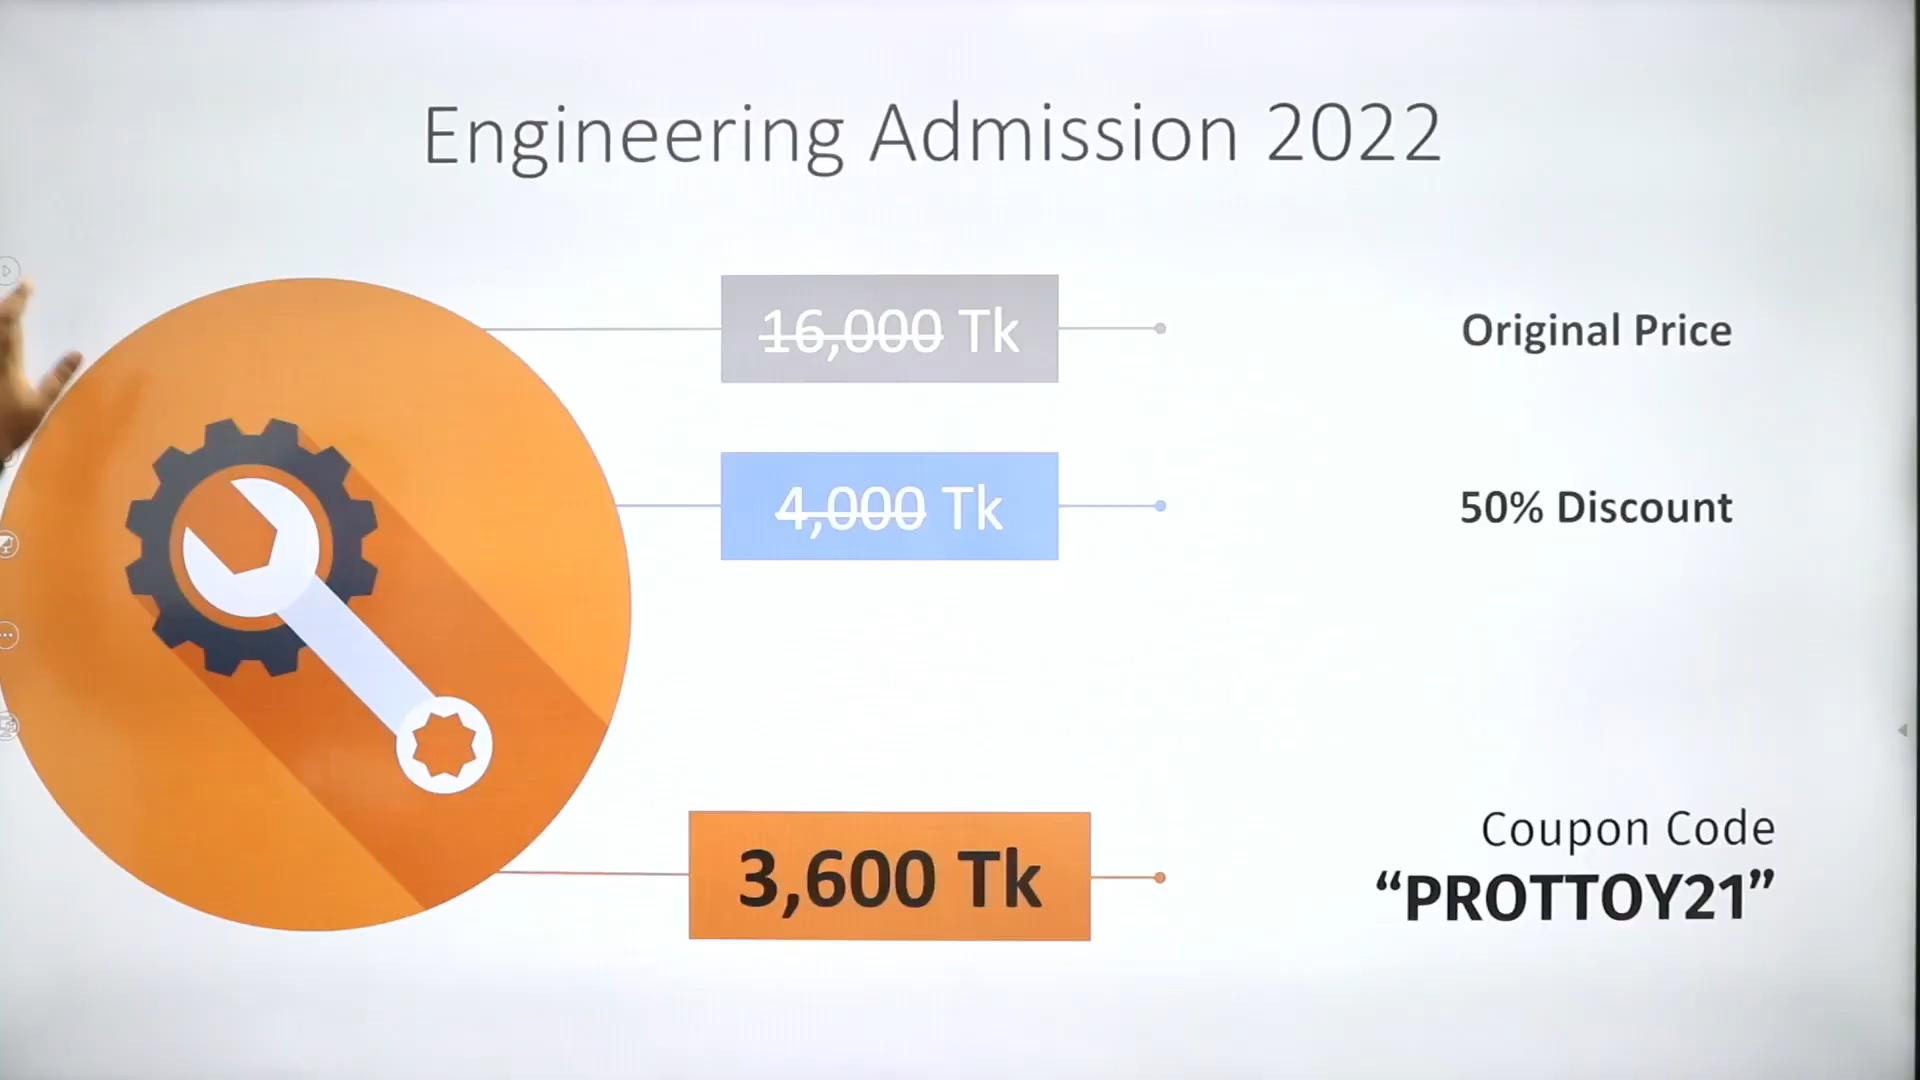 Engineering Admission 2022
16,000 Tk
Original Price
4,000 Tk
50% Discount
3,600 Tk
Coupon Code
“PROTTOY21”